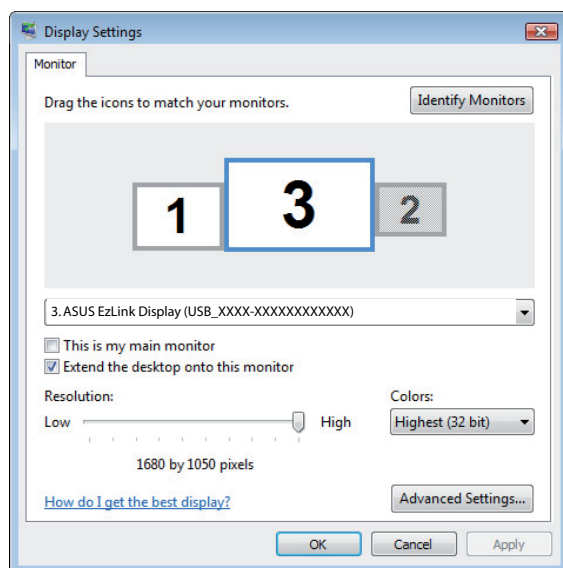 Display Settings
Monitor
Drag the icons to match your monitors.
Identify Monitors
1
3
2
3. ASUS EzLink Display (USB_XXXX-XXXXXXXXXXXX)
This is my main monitor
Extend the desktop onto this monitor
Resolution:
Colors:
Low
High
Highest (32 bit)
1680 by 1050 pixels
How do I get the best display?
Advanced Settings...
OK
Cancel
Apply